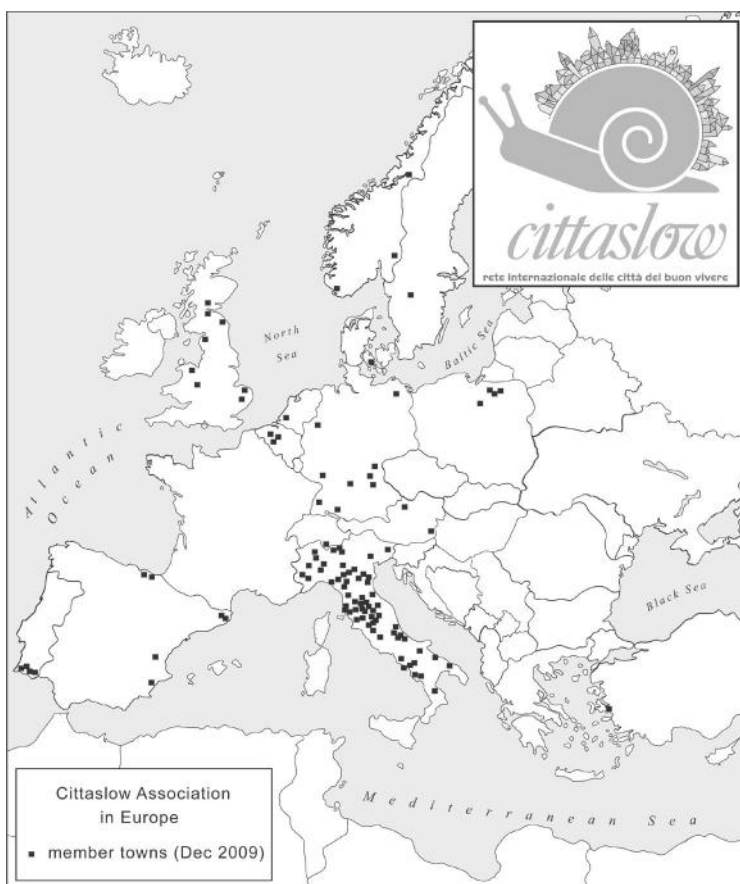 cittaslow
rete internazionale delle città del buon vivere
North
Sea
Baltic Sea
Atlantic
Ocean
Black Sea
Mediterranean Sea
Cittaslow Association
in Europe
member towns (Dec 2009)